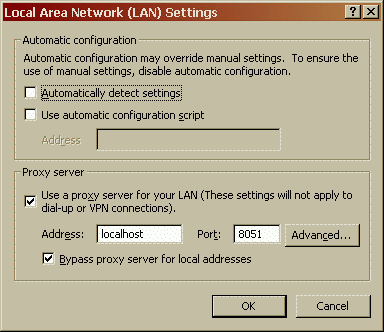 Local Area Network (LAN) Settings
Automatic configuration
Automatic configuration may override manual settings. To ensure the
use of manual settings, disable automatic configuration.
Automatically detect settings
Use automatic configuration script
Address
Proxy server
Use a proxy server for your LAN (These settings will not apply to
dial-up or VPN connections).
Address: localhost Port: 8051 Advanced...
Bypass proxy server for local addresses
OK Cancel